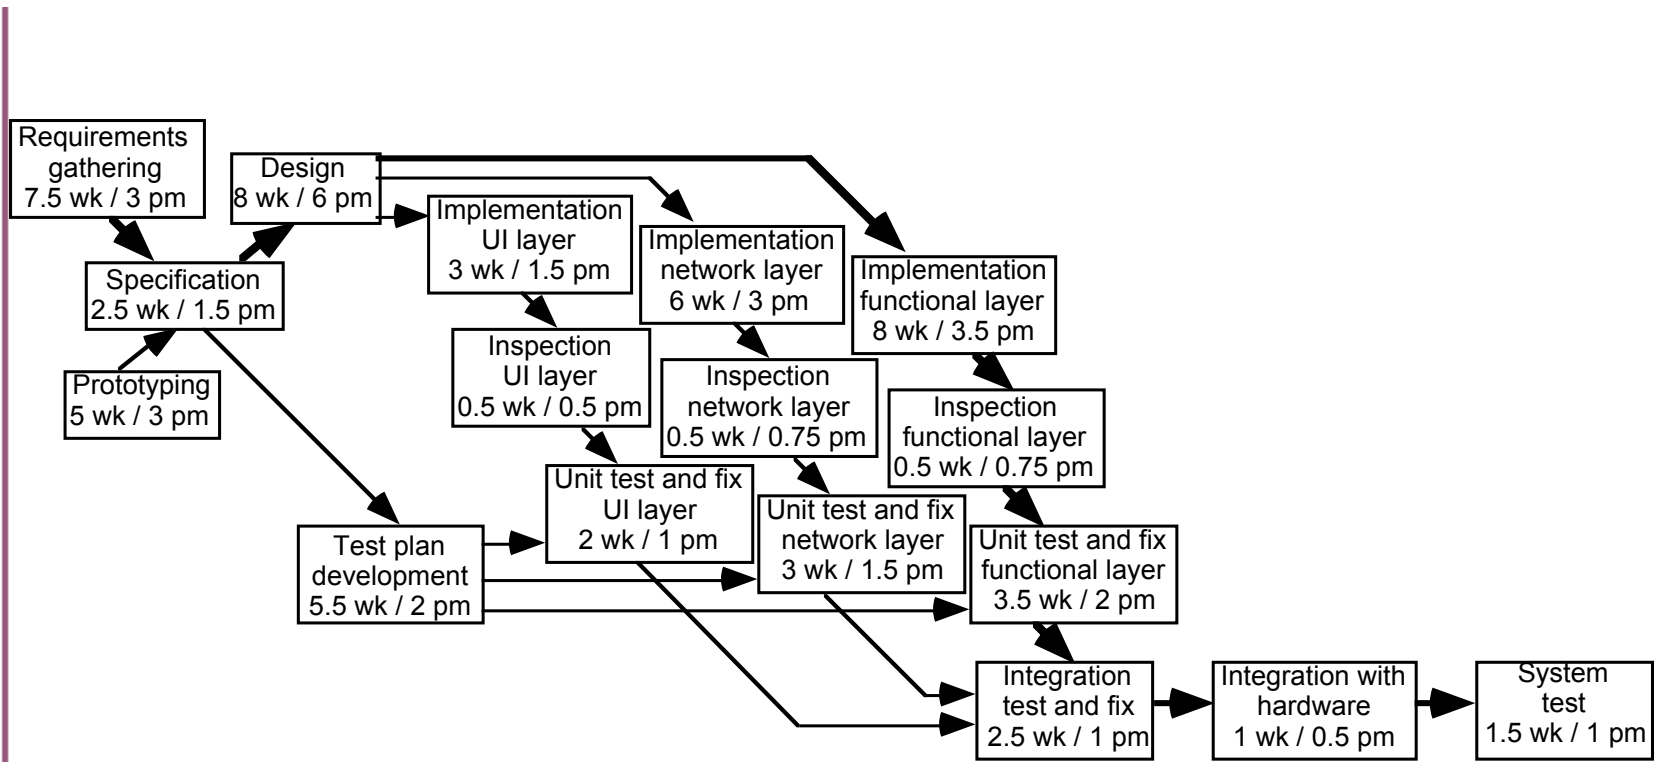 Requirements
gathering
7.5 wk / 3 pm
Design
8 wk / 6 pm
Specification
2.5 wk / 1.5 pm
Prototyping
5 wk / 3 pm
Implementation
UI layer
3 wk / 1.5 pm
Implementation
network layer
6 wk / 3 pm
Implementation
functional layer
8 wk / 3.5 pm
Inspection
UI layer
0.5 wk / 0.5 pm
Inspection
network layer
0.5 wk / 0.75 pm
Inspection
functional layer
0.5 wk / 0.75 pm
Test plan
development
5.5 wk / 2 pm
Unit test and fix
UI layer
2 wk / 1 pm
Unit test and fix
network layer
3 wk / 1.5 pm
Unit test and fix
functional layer
3.5 wk / 2 pm
Integration
test and fix
2.5 wk / 1 pm
Integration with
hardware
1 wk / 0.5 pm
System
test
1.5 wk / 1 pm